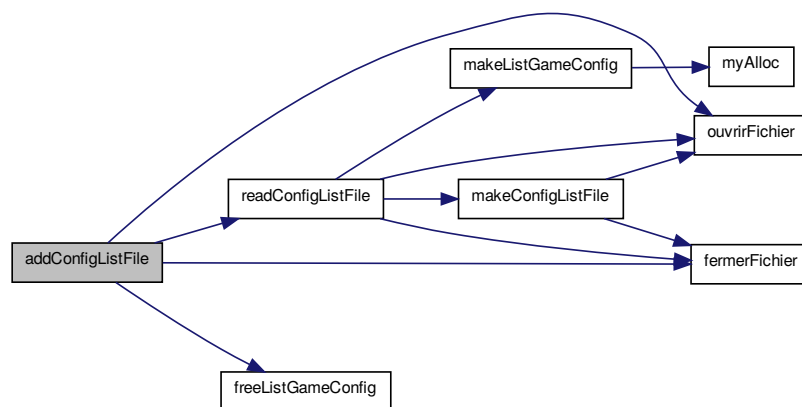 makeListGameConfig
myAlloc
ouvrirFichier
readConfigListFile
makeConfigListFile
addConfigListFile
fermerFichier
freeListGameConfig